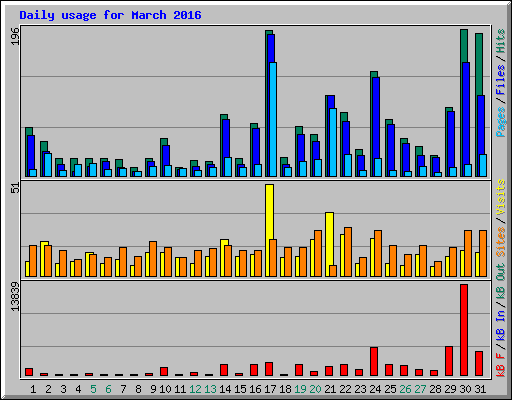 Daily usage for March 2016
196
Pages / Files / Hits
51
Sites / Visits
13839
kB F / kB In / kB Out
1 2 3 4 5 6 7 8 9 10 11 12 13 14 15 16 17 18 19 20 21 22 23 24 25 26 27 28 29 30 31